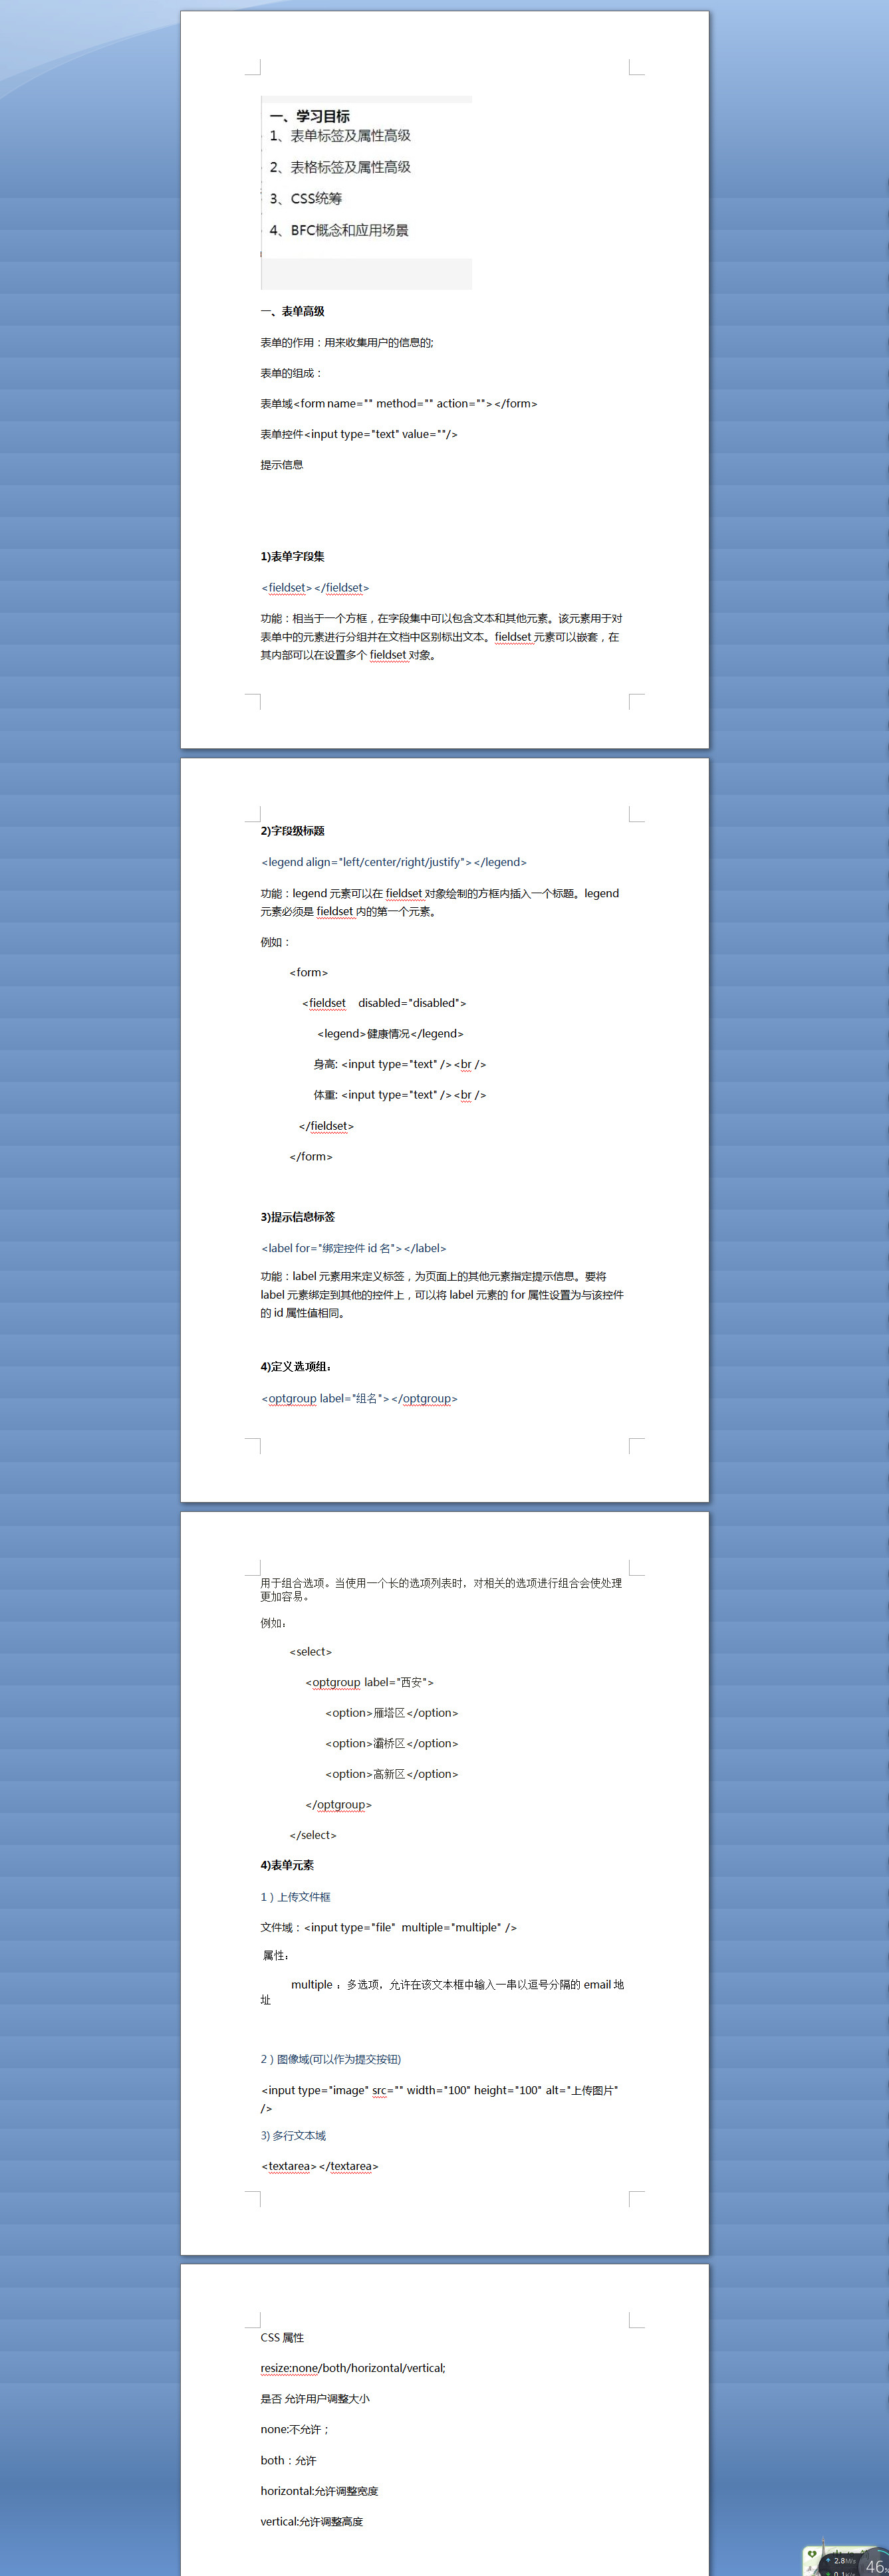 一、学习目标
1、表单标签及属性高级
2、表格标签及属性高级
3、CSS统筹
4、BFC概念和应用场景
一、表单高级
表单的作用：用来收集用户的信息的;
表单的组成：
表单域<form name="" method="" action=""></form>
表单控件<input type="text" value=""/>
提示信息
1)表单字段集
<fieldset></fieldset>
功能：相当于一个方框，在字段集中可以包含文本和其他元素。该元素用于对
表单中的元素进行分组并在文档中区别标出文本。fieldset 元素可以嵌套，在
其内部可以在设置多个 fieldset 对象。
2)字段级标题
<legend align="left/center/right/justify"></legend>
功能：legend 元素可以在 fieldset 对象绘制的方框内插入一个标题。legend
元素必须是 fieldset 内的第一个元素。
例如：
<form>
<fieldset disabled="disabled">
<legend>健康情况</legend>
身高: <input type="text" /><br />
体重: <input type="text" /><br />
</fieldset>
</form>
3)提示信息标签
<label for="绑定控件 id 名"></label>
功能：label 元素用来定义标签，为页面上的其他元素指定提示信息。要将
label 元素绑定到其他的控件上，可以将 label 元素的 for 属性设置为与该控件
的 id 属性值相同。
4)定义选项组：
<optgroup label="组名"></optgroup>
用于组合选项。当使用一个长的选项列表时，对相关的选项进行组合会使处理
更加容易。
例如：
<select>
<optgroup label="西安">
<option>雁塔区</option>
<option>灞桥区</option>
<option>高新区</option>
</optgroup>
</select>
4)表单元素
1）上传文件框
文件域：<input type="file" multiple="multiple" />
属性：
multiple ：多选项，允许在该文本框中输入一串以逗号分隔的 email 地
址
2）图像域(可以作为提交按钮)
<input type="image" src="" width="100" height="100" alt="上传图片"
/>
3) 多行文本域
<textarea></textarea>
CSS 属性
resize:none/both/horizontal/vertical;
是否 允许用户调整大小
none:不允许；
both：允许
horizontal:允许调整宽度
vertical:允许调整高度
2.8M/s
46